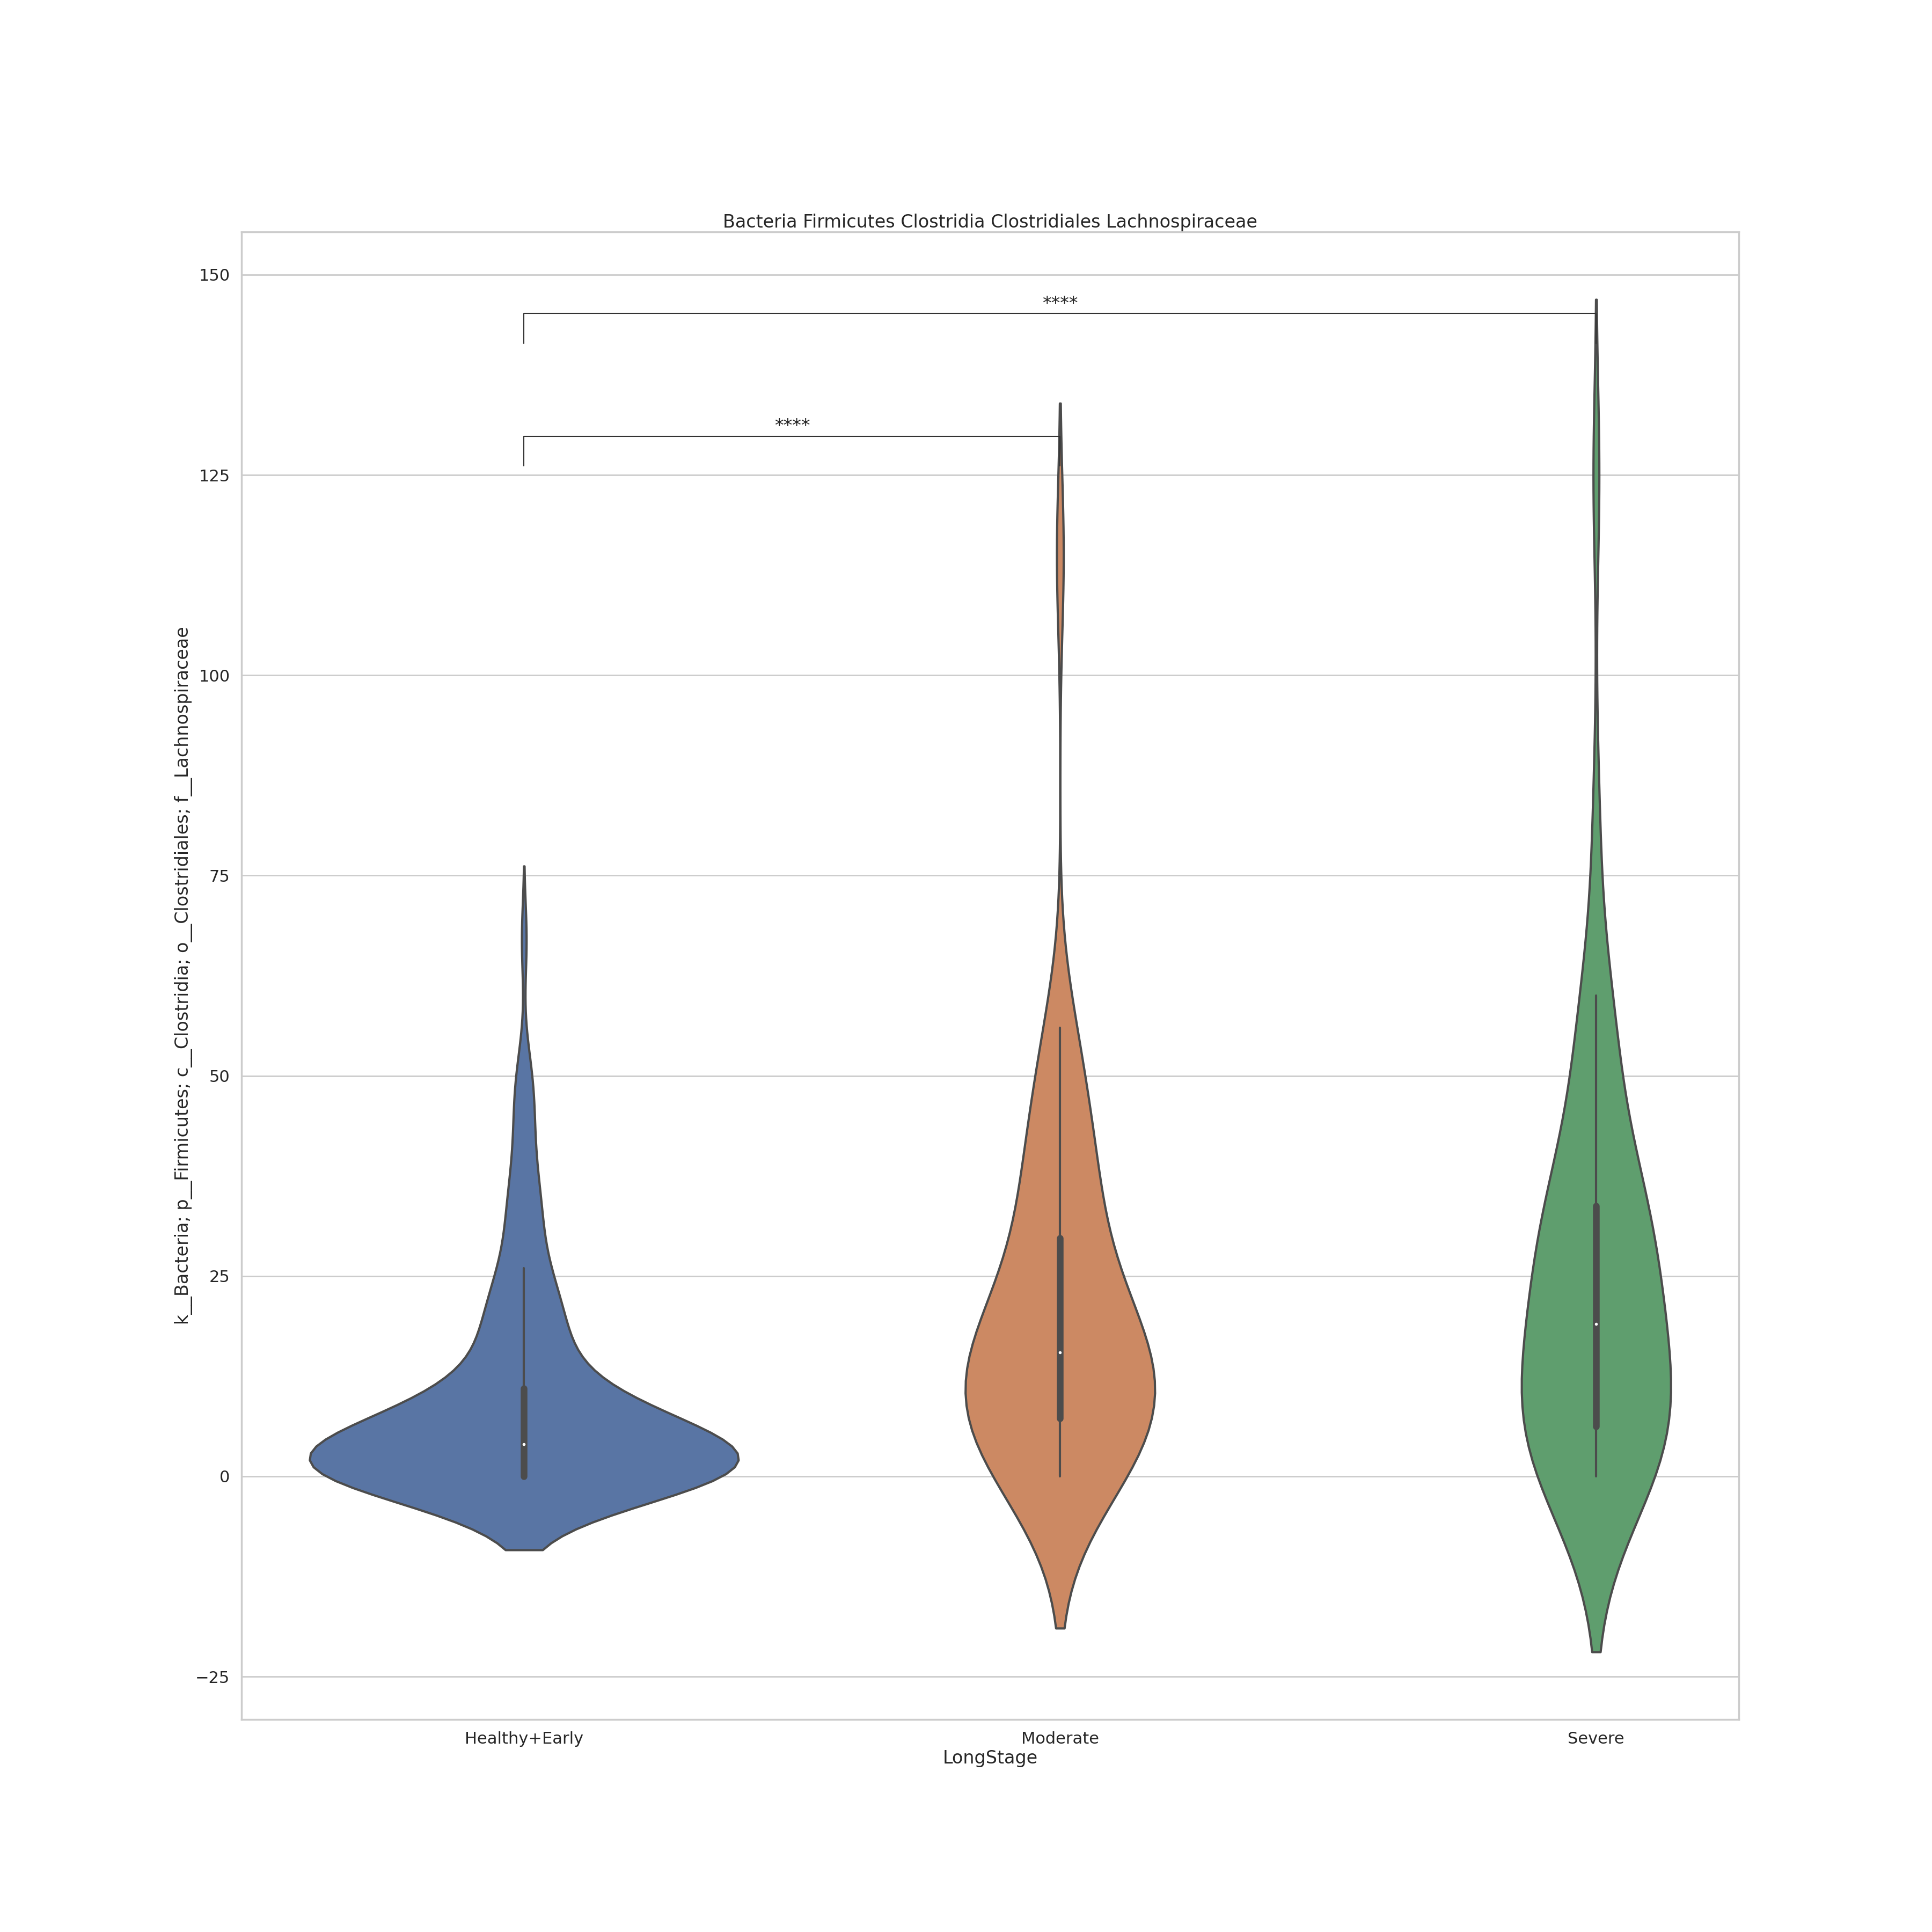 Bacteria Firmicutes Clostridia Clostridiales Lachnospiraceae
k__Bacteria; p__Firmicutes; c__Clostridia; o__Clostridiales; f__Lachnospiraceae
150
125
100
75
50
25
0
−25
****
****
Healthy+Early
Moderate
Severe
LongStage